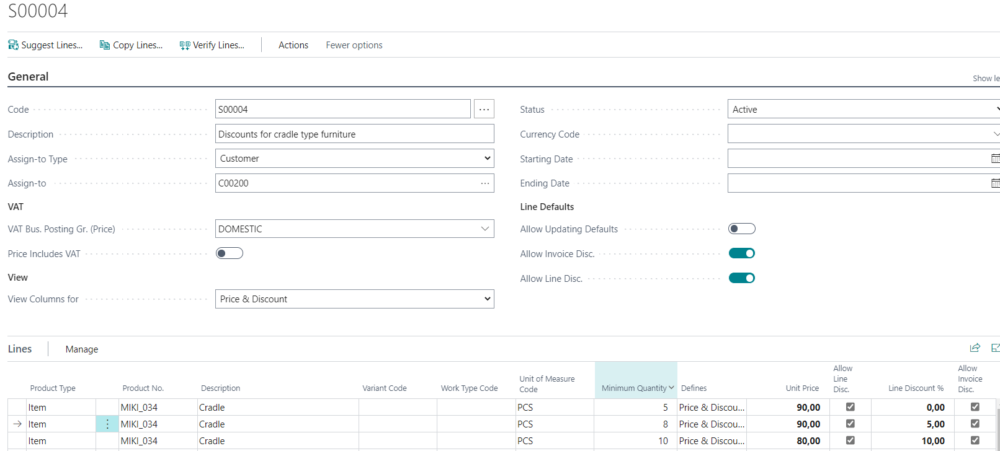 S00004
Suggest Lines... Copy Lines... Verify Lines... Actions Fewer options
General
Show le
Code S00004 ...
Description Discounts for cradle type furniture
Assign-to Type Customer
Assign-to C00200 ...
VAT
VAT Bus. Posting Gr. (Price) DOMESTIC
Price Includes VAT
View
View Columns for Price & Discount
Status Active
Currency Code
Starting Date
Ending Date
Line Defaults
Allow Updating Defaults
Allow Invoice Disc.
Allow Line Disc.
Lines Manage
Product Type Product No. Description Variant Code Work Type Code Unit of Measure Code Minimum Quantity Defines Unit Price Allow Line Disc. Line Discount % Allow Invoice Disc.
Item MIKI_034 Cradle PCS 5 Price & Discou... 90,00 0,00
Item MIKI_034 Cradle PCS 8 Price & Discou... 90,00 5,00
Item MIKI_034 Cradle PCS 10 Price & Discou... 80,00 10,00